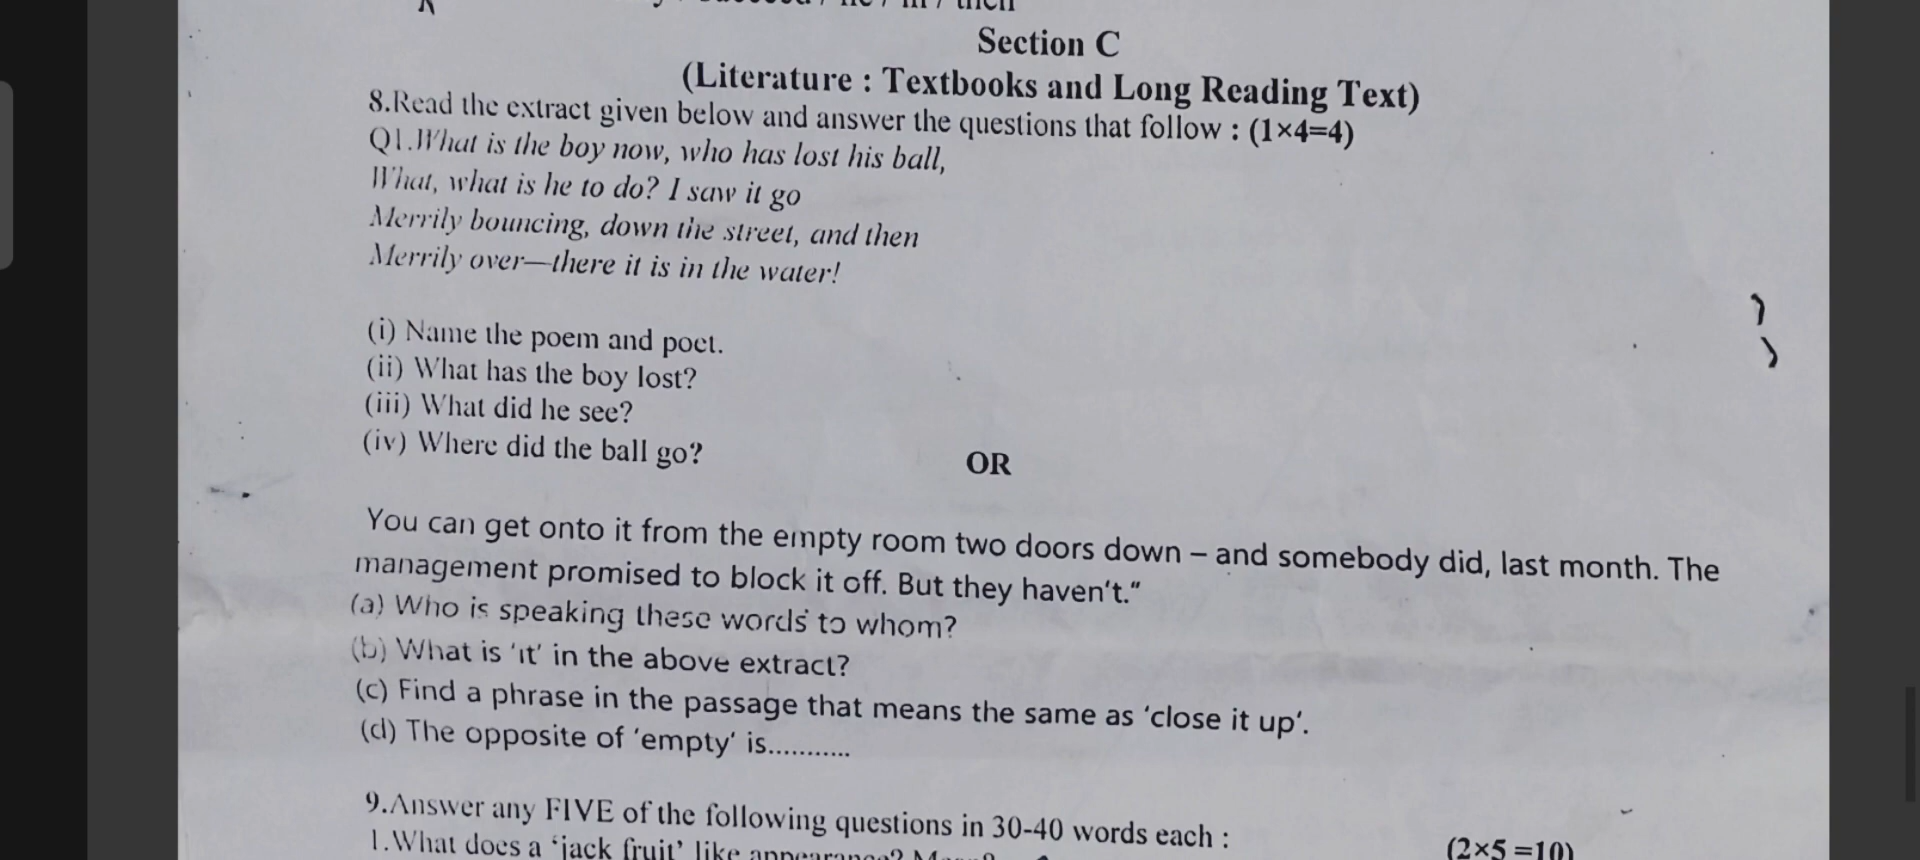 Section C
(Literature : Textbooks and Long Reading Text)
8.Read the extract given below and answer the questions that follow : (1×4=4)
Q1.What is the boy now, who has lost his ball,
What, what is he to do? I saw it go
Merrily bouncing, down the street, and then
Merrily over—there it is in the water!
(i) Name the poem and poet.
(ii) What has the boy lost?
(iii) What did he see?
(iv) Where did the ball go?
OR
You can get onto it from the empty room two doors down – and somebody did, last month. The
management promised to block it off. But they haven't."
(a) Who is speaking these words to whom?
(b) What is 'it' in the above extract?
(c) Find a phrase in the passage that means the same as 'close it up'.
(d) The opposite of 'empty' is...........
9.Answer any FIVE of the following questions in 30-40 words each :
(2×5 =10)
1.What does a 'jack fruit' like